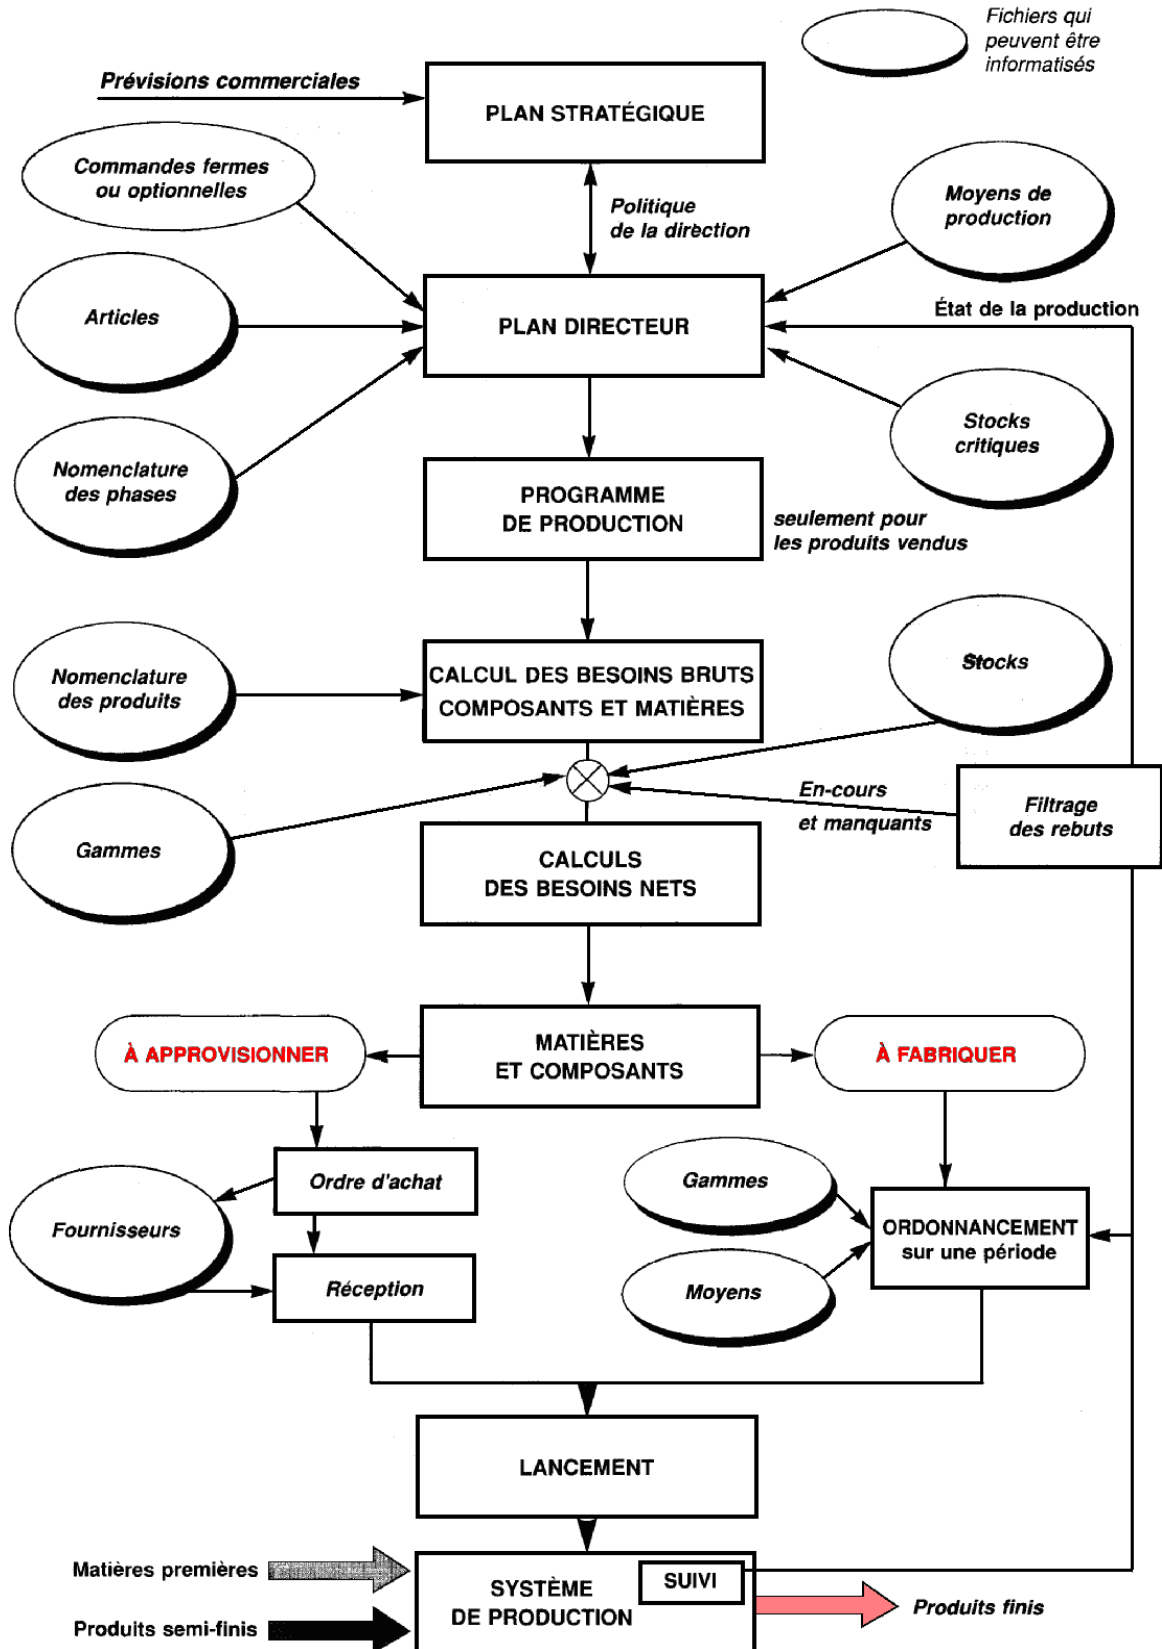 Fichiers qui
peuvent être
informatisés
Prévisions commerciales
PLAN STRATÉGIQUE
Commandes fermes
ou optionnelles
Politique
de la direction
Moyens de
production
Articles
PLAN DIRECTEUR
État de la production
Nomenclature
des phases
Stocks
critiques
PROGRAMME
DE PRODUCTION
seulement pour
les produits vendus
Nomenclature
des produits
CALCUL DES BESOINS BRUTS
COMPOSANTS ET MATIÈRES
Stocks
En-cours
et manquants
Filtrage
des rebuts
Gammes
CALCULS
DES BESOINS NETS
À APPROVISIONNER
MATIÈRES
ET COMPOSANTS
À FABRIQUER
Ordre d'achat
Fournisseurs
Réception
Gammes
Moyens
ORDONNANCEMENT
sur une période
LANCEMENT
Matières premières
Produits semi-finis
SYSTÈME
DE PRODUCTION
SUIVI
Produits finis